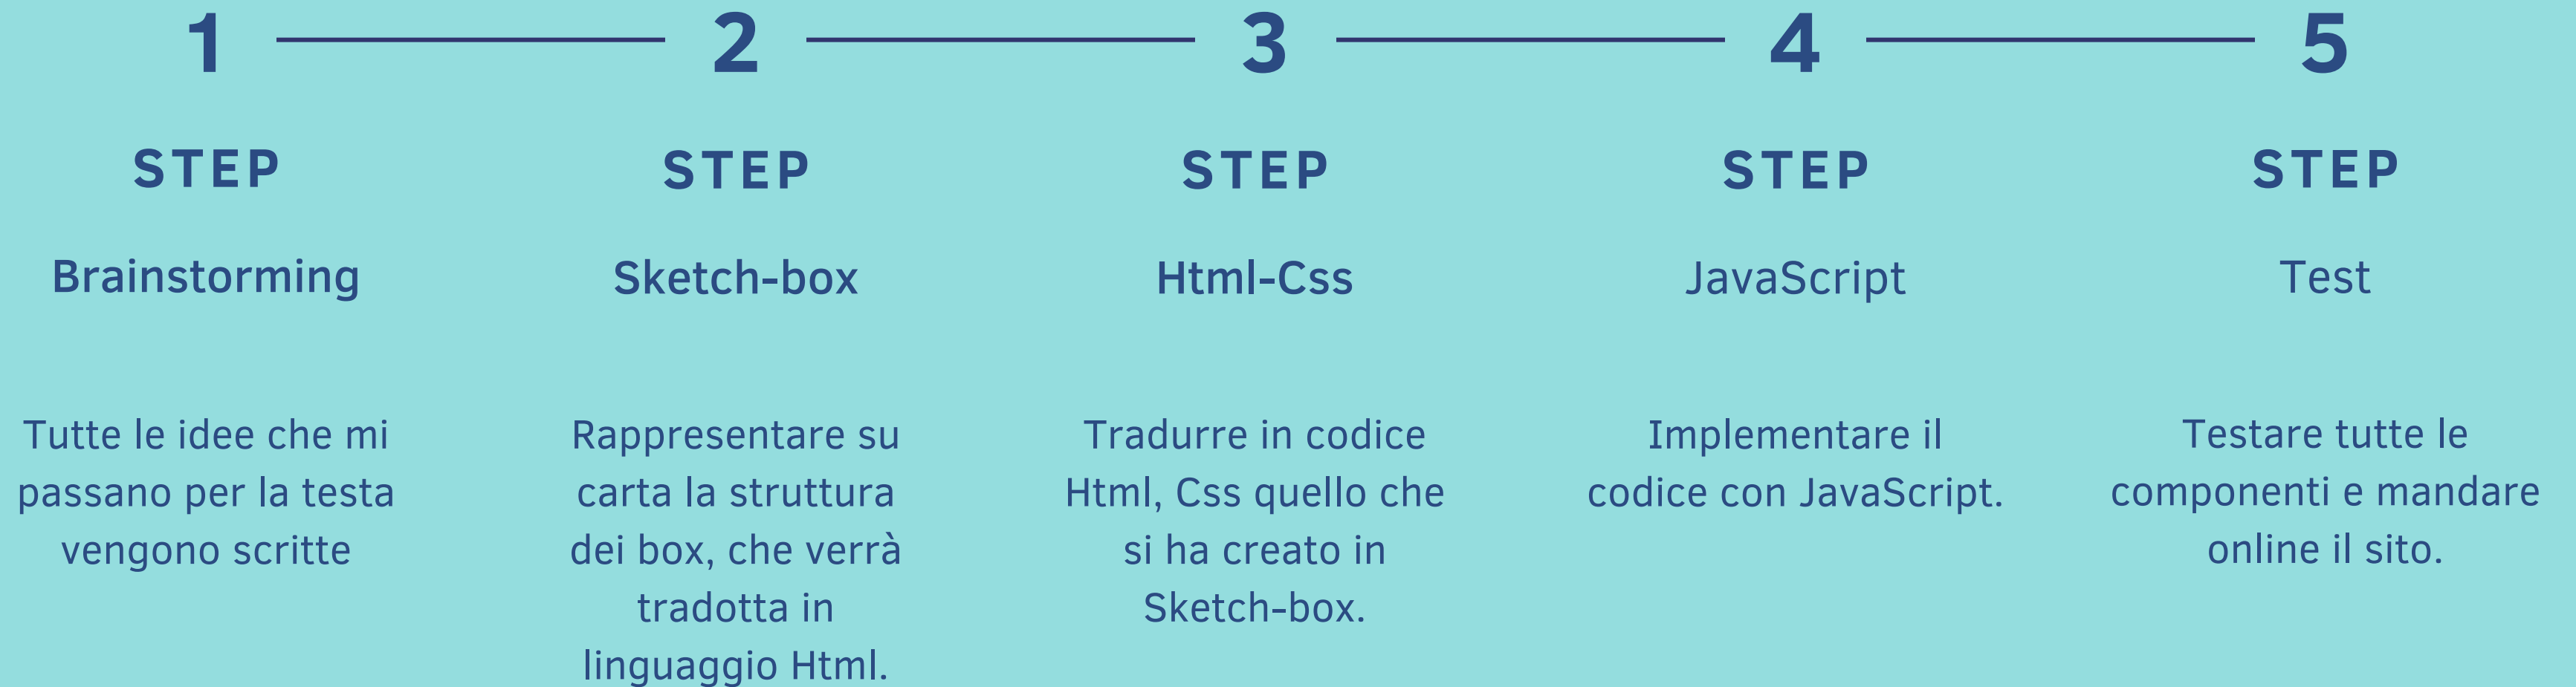 1
STEP
Brainstorming
Tutte le idee che mi
passano per la testa
vengono scritte
2
STEP
Sketch-box
Rappresentare su
carta la struttura
dei box, che verrà
tradotta in
linguaggio Html.
3
STEP
Html-Css
Tradurre in codice
Html, Css quello che
si ha creato in
Sketch-box.
4
STEP
JavaScript
Implementare il
codice con JavaScript.
5
STEP
Test
Testare tutte le
componenti e mandare
online il sito.